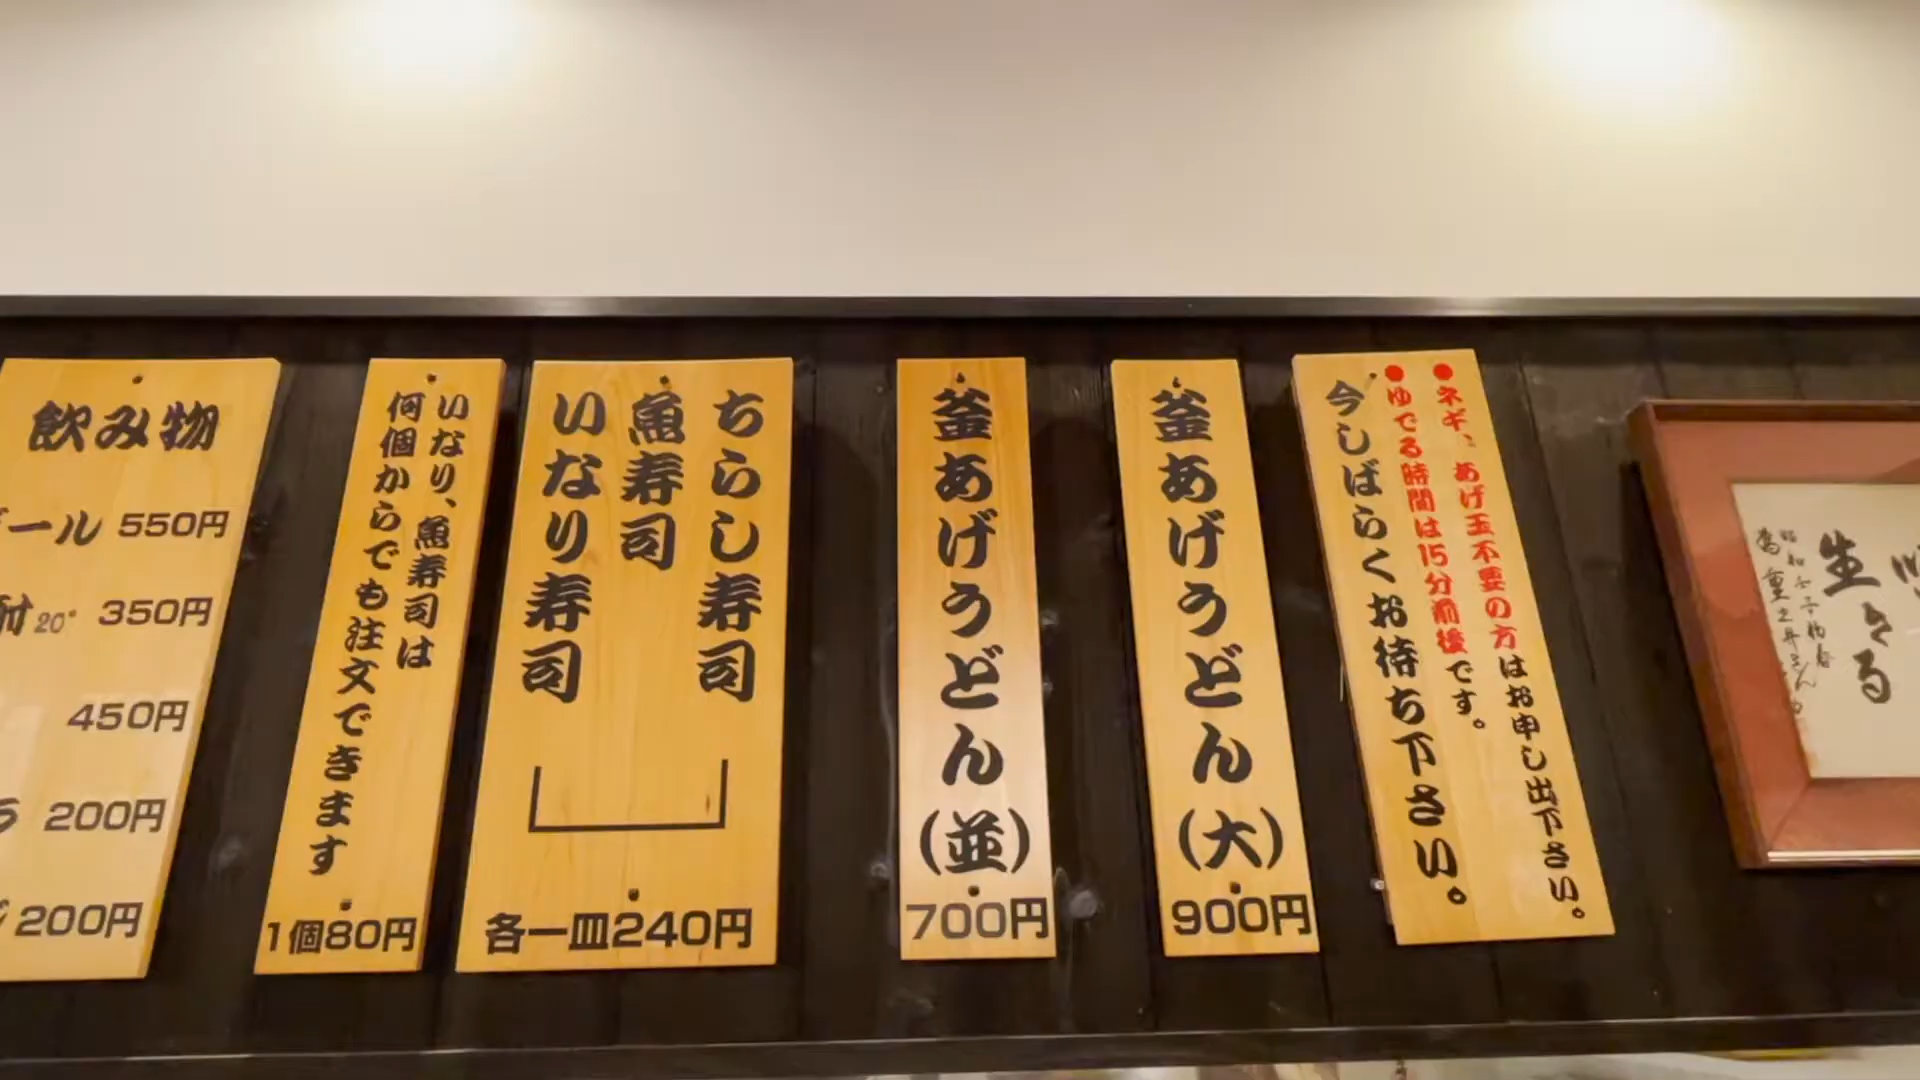 ●ネギ、あげ玉不要の方はお申し出下さい。
●ゆでる時間は15分前後です。
今しばらくお待ち下さい。
釜あげうどん(大)
900円
釜あげうどん(並)
700円
ちらし寿司
魚寿司
いなり寿司
各一皿240円
いなり、魚寿司は
何個からでも注文できます
1個80円
飲み物
ビール 550円
酎20° 350円
450円
200円
200円
生きる